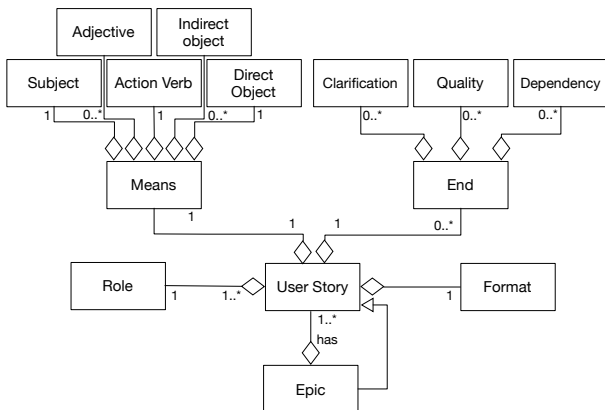 Adjective
Indirect
object
Subject
Action Verb
Direct
Object
Clarification
Quality
Dependency
1
0..*
1
0..*
1
0..*
0..*
0..*
Means
End
1
1
1
0..*
Role
User Story
Format
1
1..*
1
1..*
has
Epic